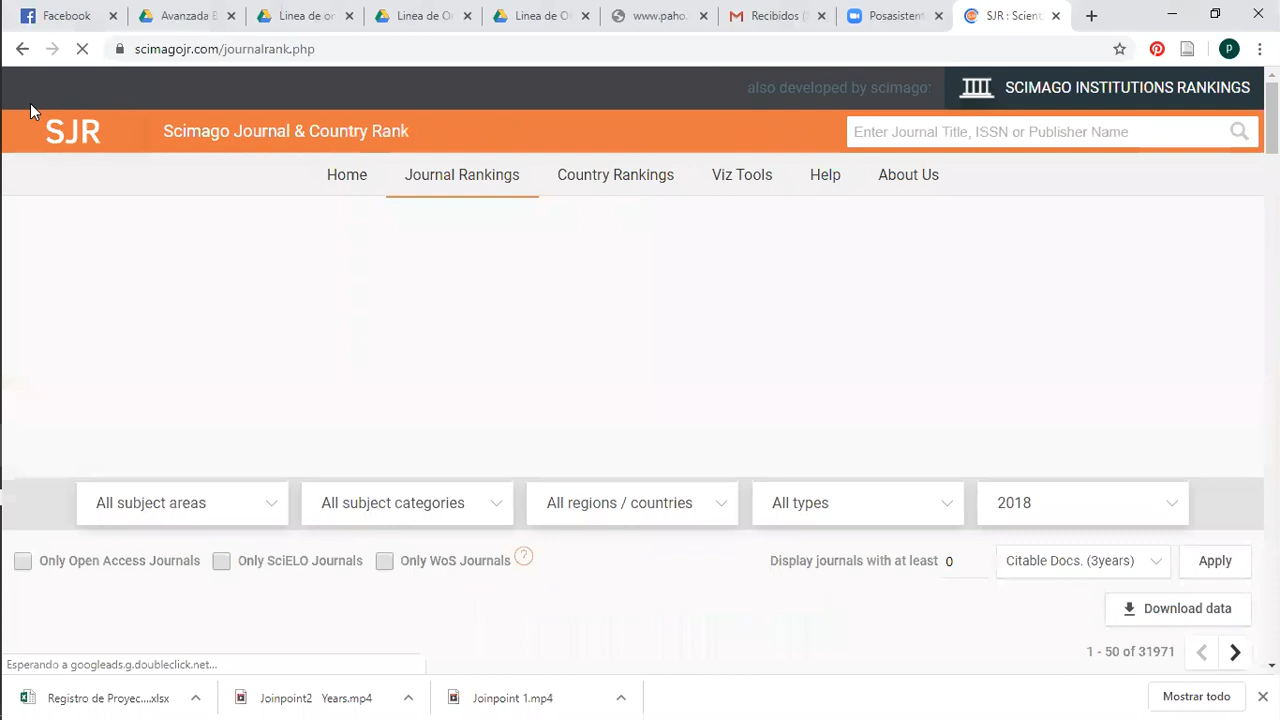 Facebook
Avanzada E
Linea de or
Linea de O
Linea de O
www.paho.
Recibidos (
Posasistent
SJR : Scien
scimagojr.com/journalrank.php
P
also developed by scimago:
SCIMAGO INSTITUTIONS RANKINGS
SJR
Scimago Journal & Country Rank
Enter Journal Title, ISSN or Publisher Name
Home
Journal Rankings
Country Rankings
Viz Tools
Help
About Us
All subject areas
All subject categories
All regions / countries
All types
2018
Only Open Access Journals
Only SciELO Journals
Only WoS Journals
?
Display journals with at least
0
Citable Docs. (3years)
Apply
Download data
1 - 50 of 31971
Esperando a googleads.g.doubleclick.net...
Registro de Proyec....xlsx
Joinpoint2 Years.mp4
Joinpoint 1.mp4
Mostrar todo